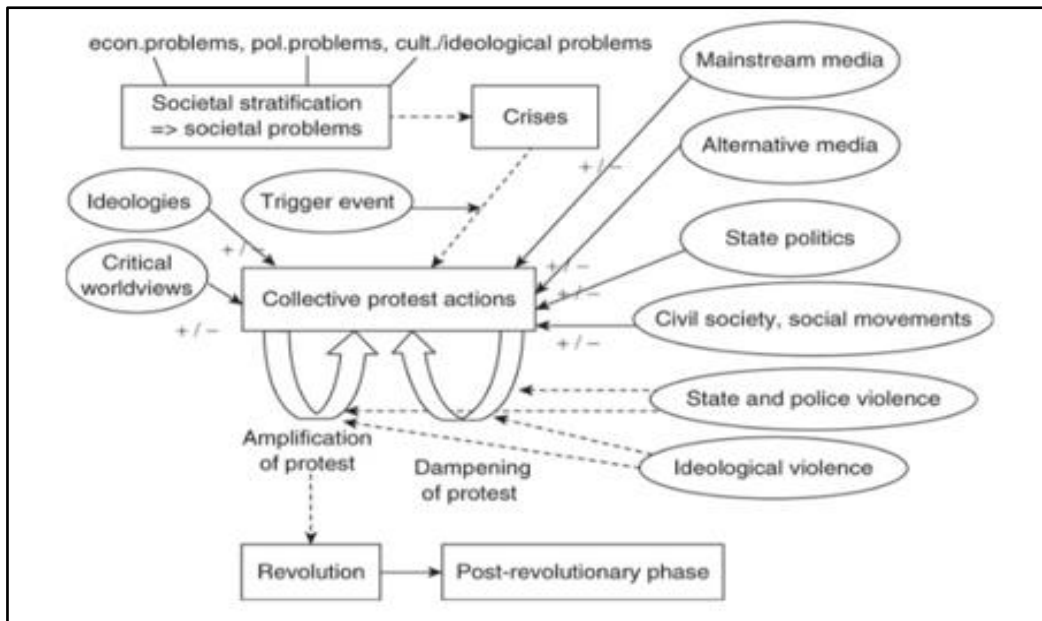 econ.problems, pol.problems, cult./ideological problems
Mainstream media
Societal stratification
=> societal problems
Crises
Alternative media
+ / –
Ideologies
Trigger event
State politics
+ / –
Critical
worldviews
+ / –
Collective protest actions
+ / –
Civil society, social movements
+ / –
+ / –
State and police violence
Amplification
of protest
Dampening
of protest
Ideological violence
Revolution
Post-revolutionary phase